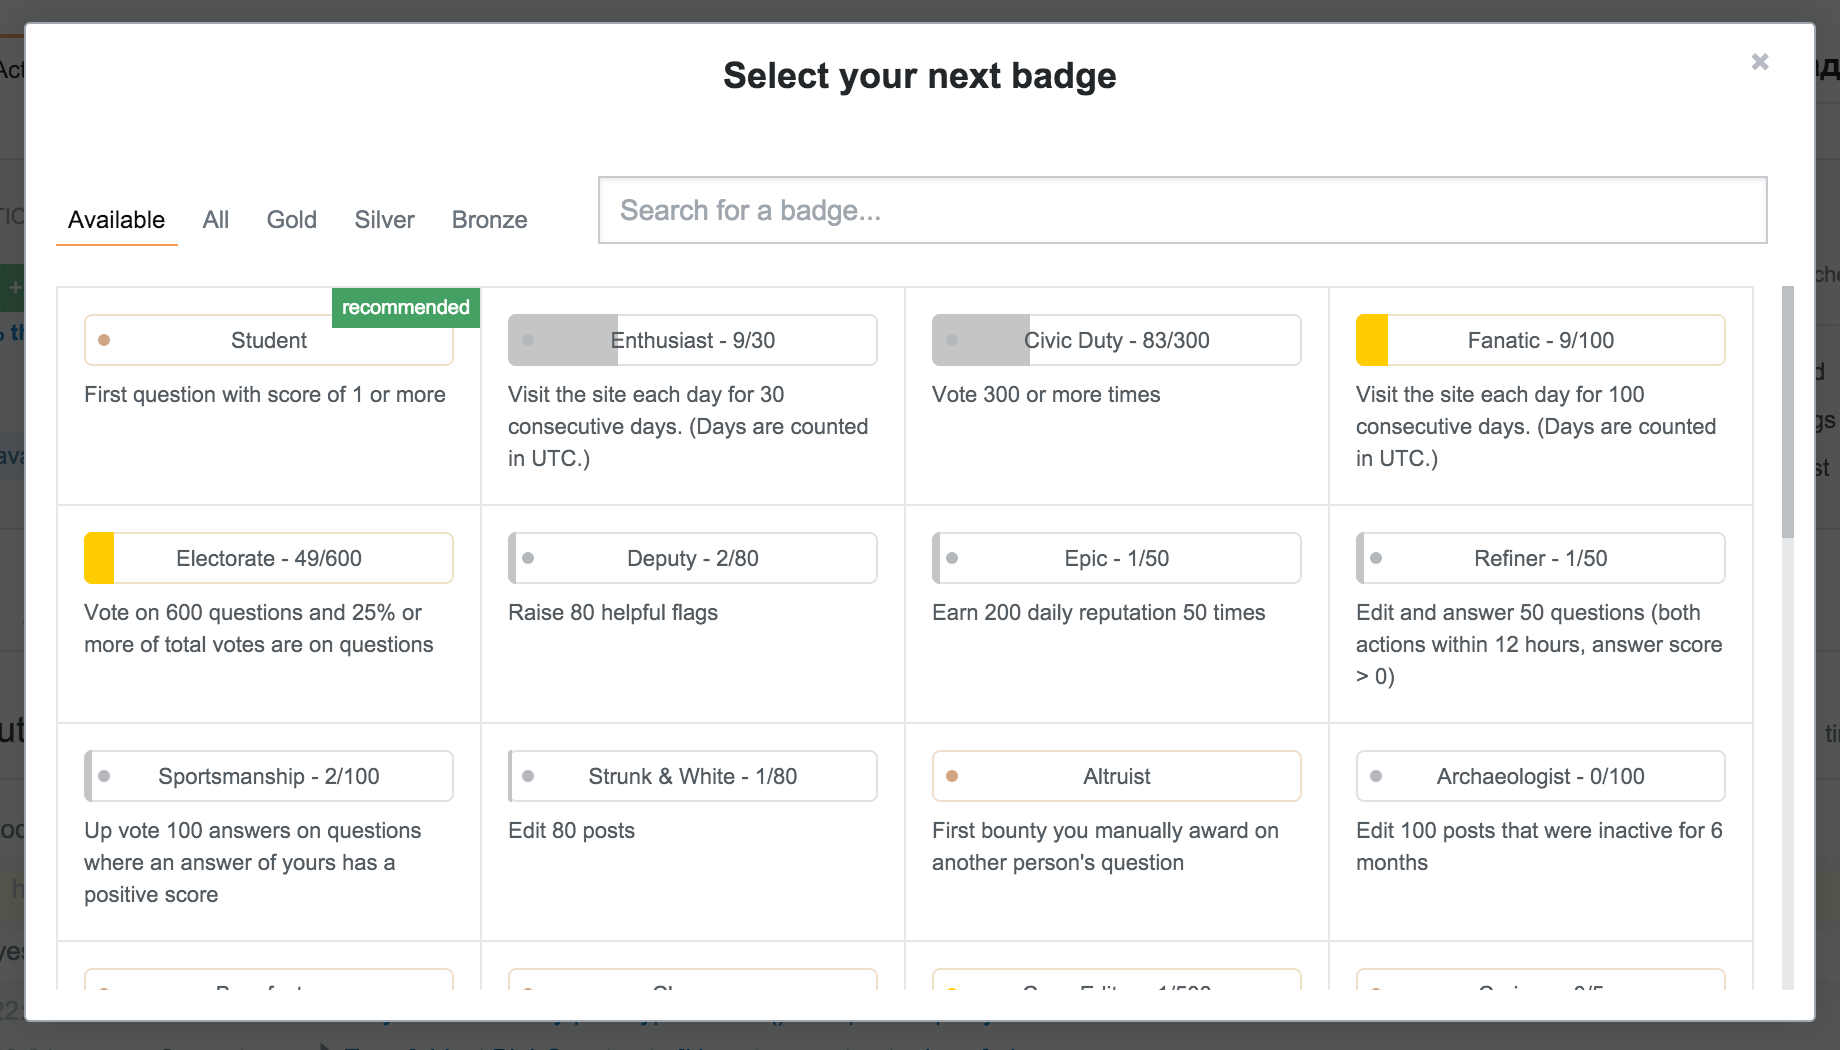 Select your next badge
Available All Gold Silver Bronze
Search for a badge...
recommended
Student
First question with score of 1 or more
Enthusiast - 9/30
Visit the site each day for 30
consecutive days. (Days are counted
in UTC.)
Civic Duty - 83/300
Vote 300 or more times
Fanatic - 9/100
Visit the site each day for 100
consecutive days. (Days are counted
in UTC.)
Electorate - 49/600
Vote on 600 questions and 25% or
more of total votes are on questions
Deputy - 2/80
Raise 80 helpful flags
Epic - 1/50
Earn 200 daily reputation 50 times
Refiner - 1/50
Edit and answer 50 questions (both
actions within 12 hours, answer score
> 0)
Sportsmanship - 2/100
Up vote 100 answers on questions
where an answer of yours has a
positive score
Strunk & White - 1/80
Edit 80 posts
Altruist
First bounty you manually award on
another person's question
Archaeologist - 0/100
Edit 100 posts that were inactive for 6
months